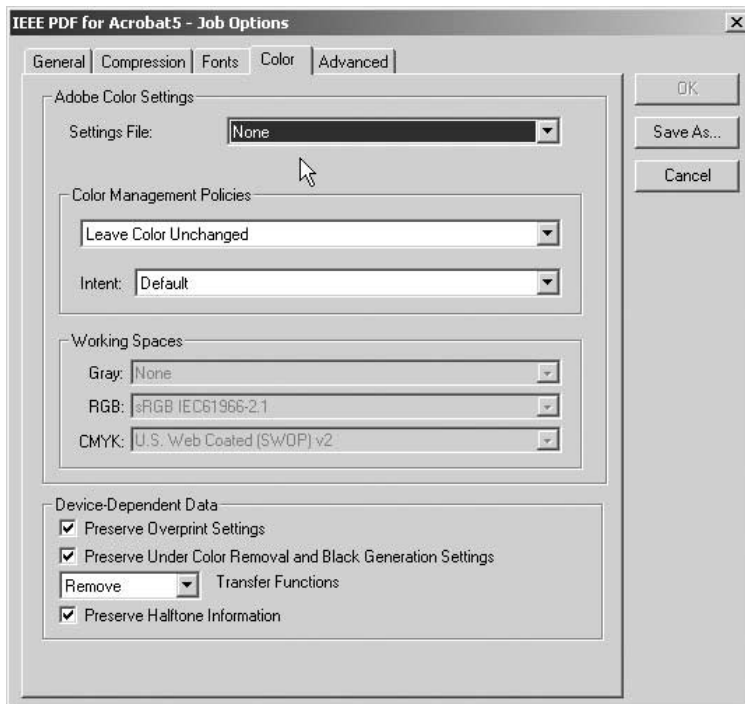 IEEE PDF for Acrobat5 - Job Options
General Compression Fonts Color Advanced
Adobe Color Settings
Settings File: None
Color Management Policies
Leave Color Unchanged
Intent: Default
Working Spaces
Gray: None
RGB: sRGB IEC61966-2.1
CMYK: U.S. Web Coated (SWOP) v2
Device-Dependent Data
Preserve Overprint Settings
Preserve Under Color Removal and Black Generation Settings
Remove Transfer Functions
Preserve Halftone Information
OK
Save As...
Cancel